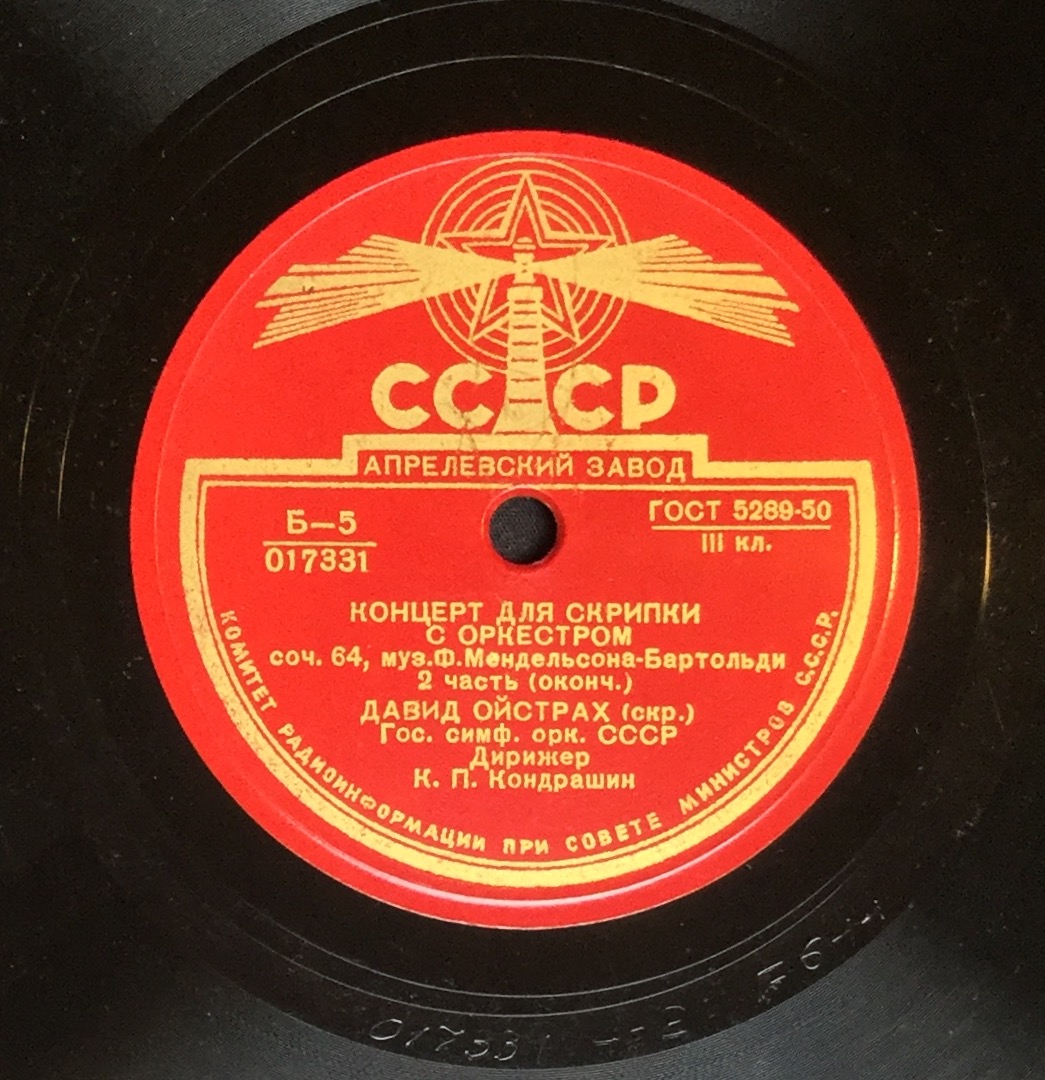 СССР
АПРЕЛЕВСКИЙ ЗАВОД
Б–5
017331
ГОСТ 5289-50
III кл.
КОНЦЕРТ ДЛЯ СКРИПКИ
С ОРКЕСТРОМ
соч. 64, муз.Ф.Мендельсона-Бартольди
2 часть (оконч.)
ДАВИД ОЙСТРАХ (скр.)
Гос. симф. орк. СССР
Дирижер
К. П. Кондрашин
КОМИТЕТ РАДИОИНФОРМАЦИИ ПРИ СОВЕТЕ МИНИСТРОВ С.С.С.Р.
017331